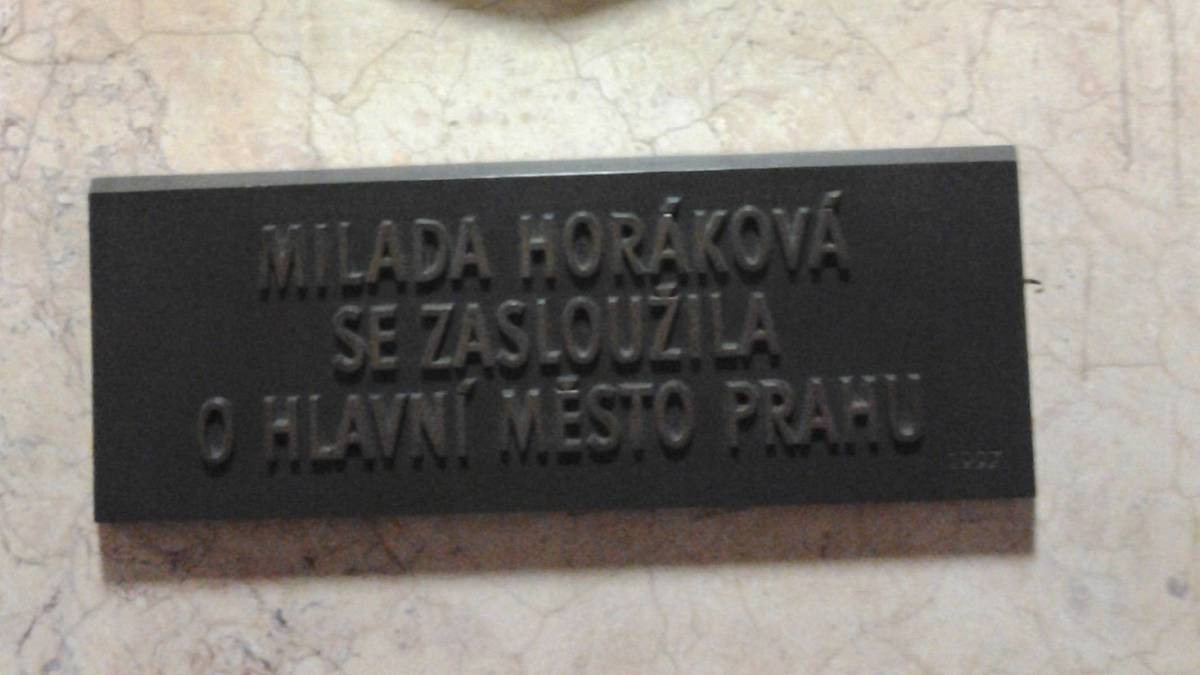 MILADA HORÁKOVÁ
SE ZASLOUŽILA
O HLAVNÍ MĚSTO PRAHU